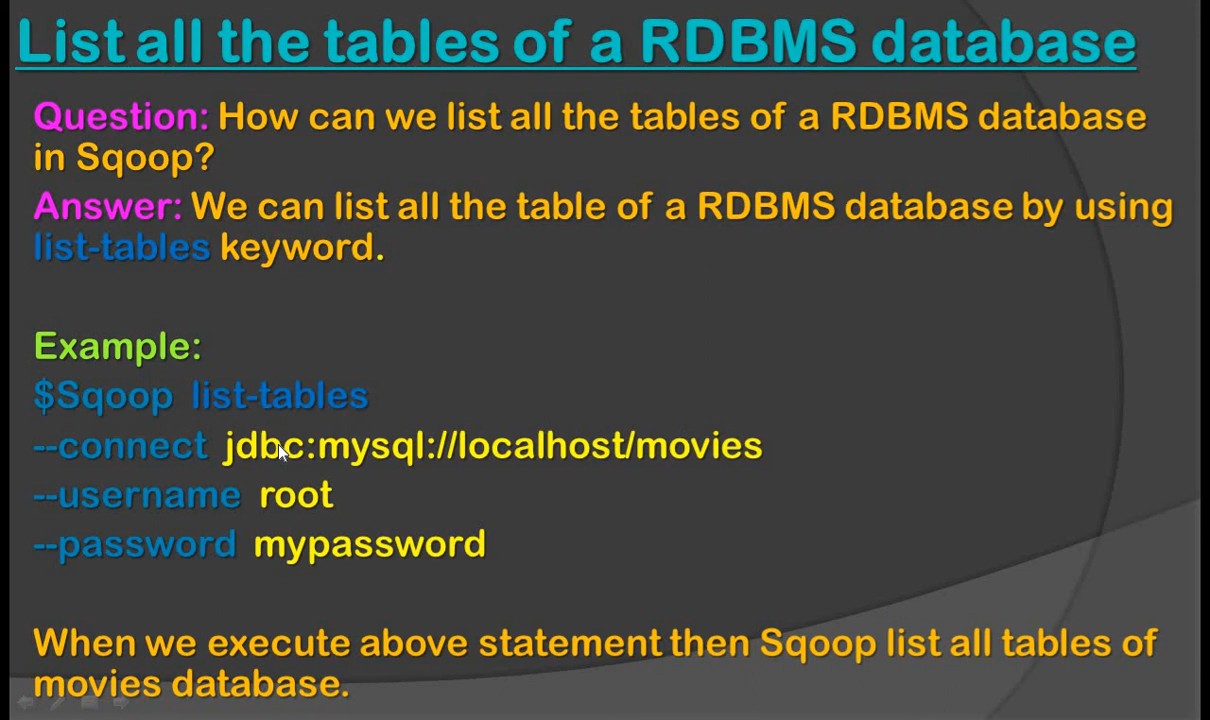 List all the tables of a RDBMS database
Question: How can we list all the tables of a RDBMS database
in Sqoop?
Answer: We can list all the table of a RDBMS database by using
list-tables keyword.
Example:
$Sqoop list-tables
--connect jdbc:mysql://localhost/movies
--username root
--password mypassword
When we execute above statement then Sqoop list all tables of
movies database.